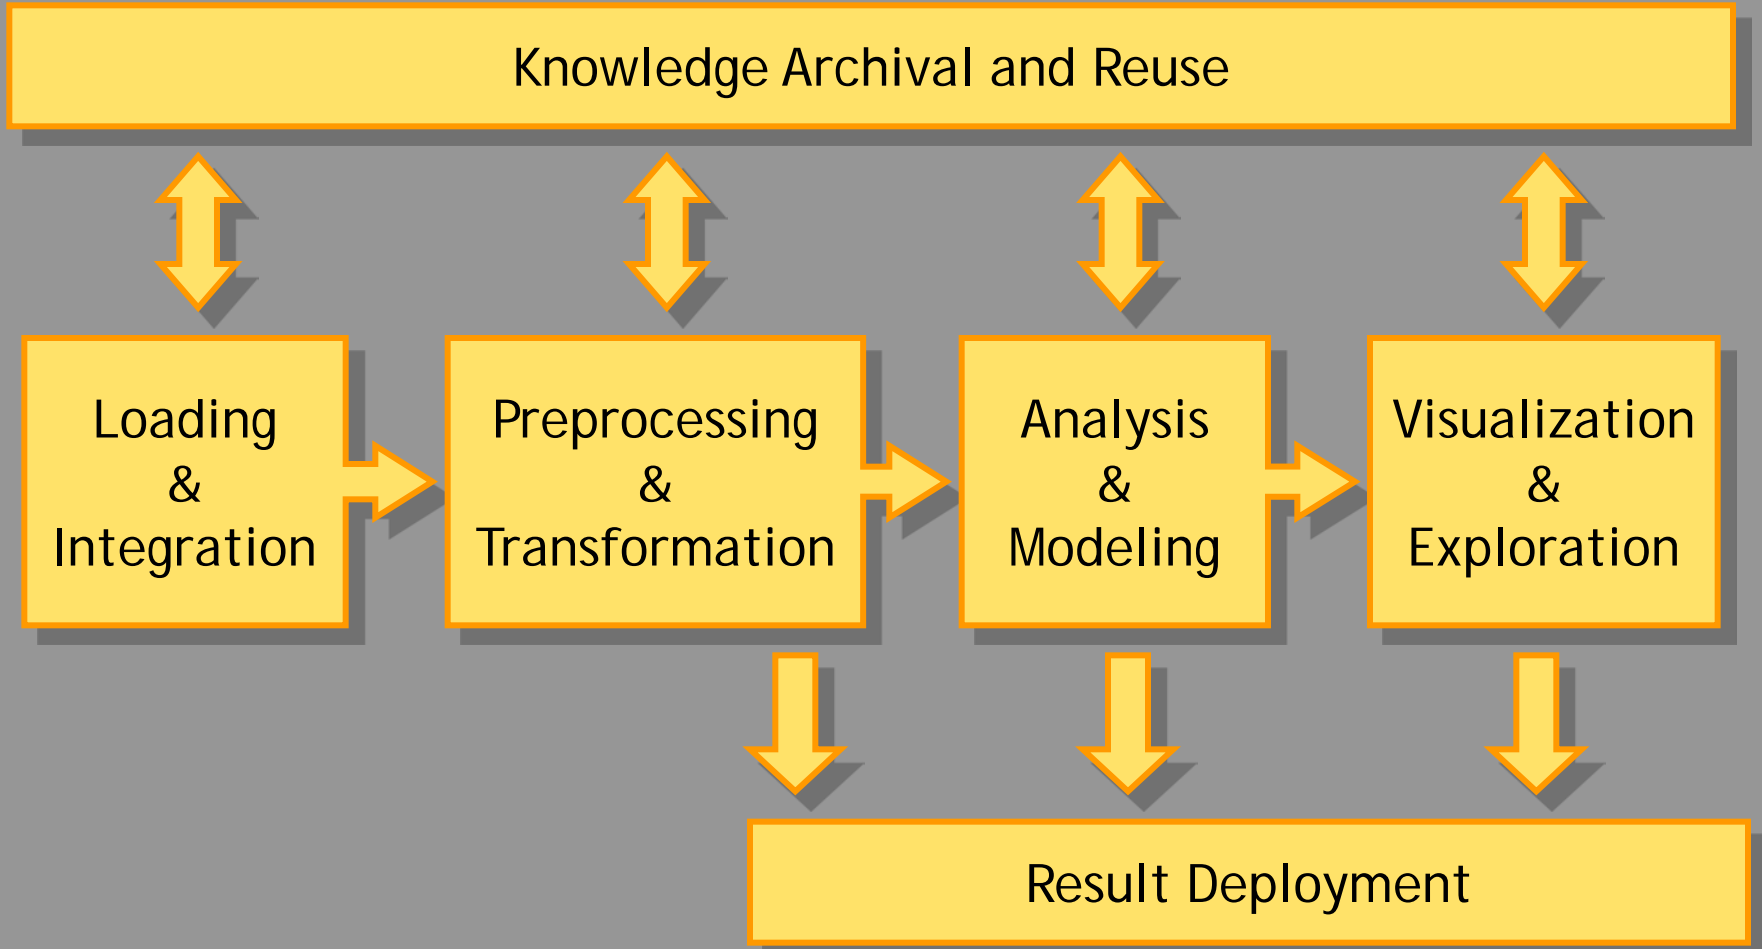 Knowledge Archival and Reuse
Loading
&
Integration
Preprocessing
&
Transformation
Analysis
&
Modeling
Visualization
&
Exploration
Result Deployment